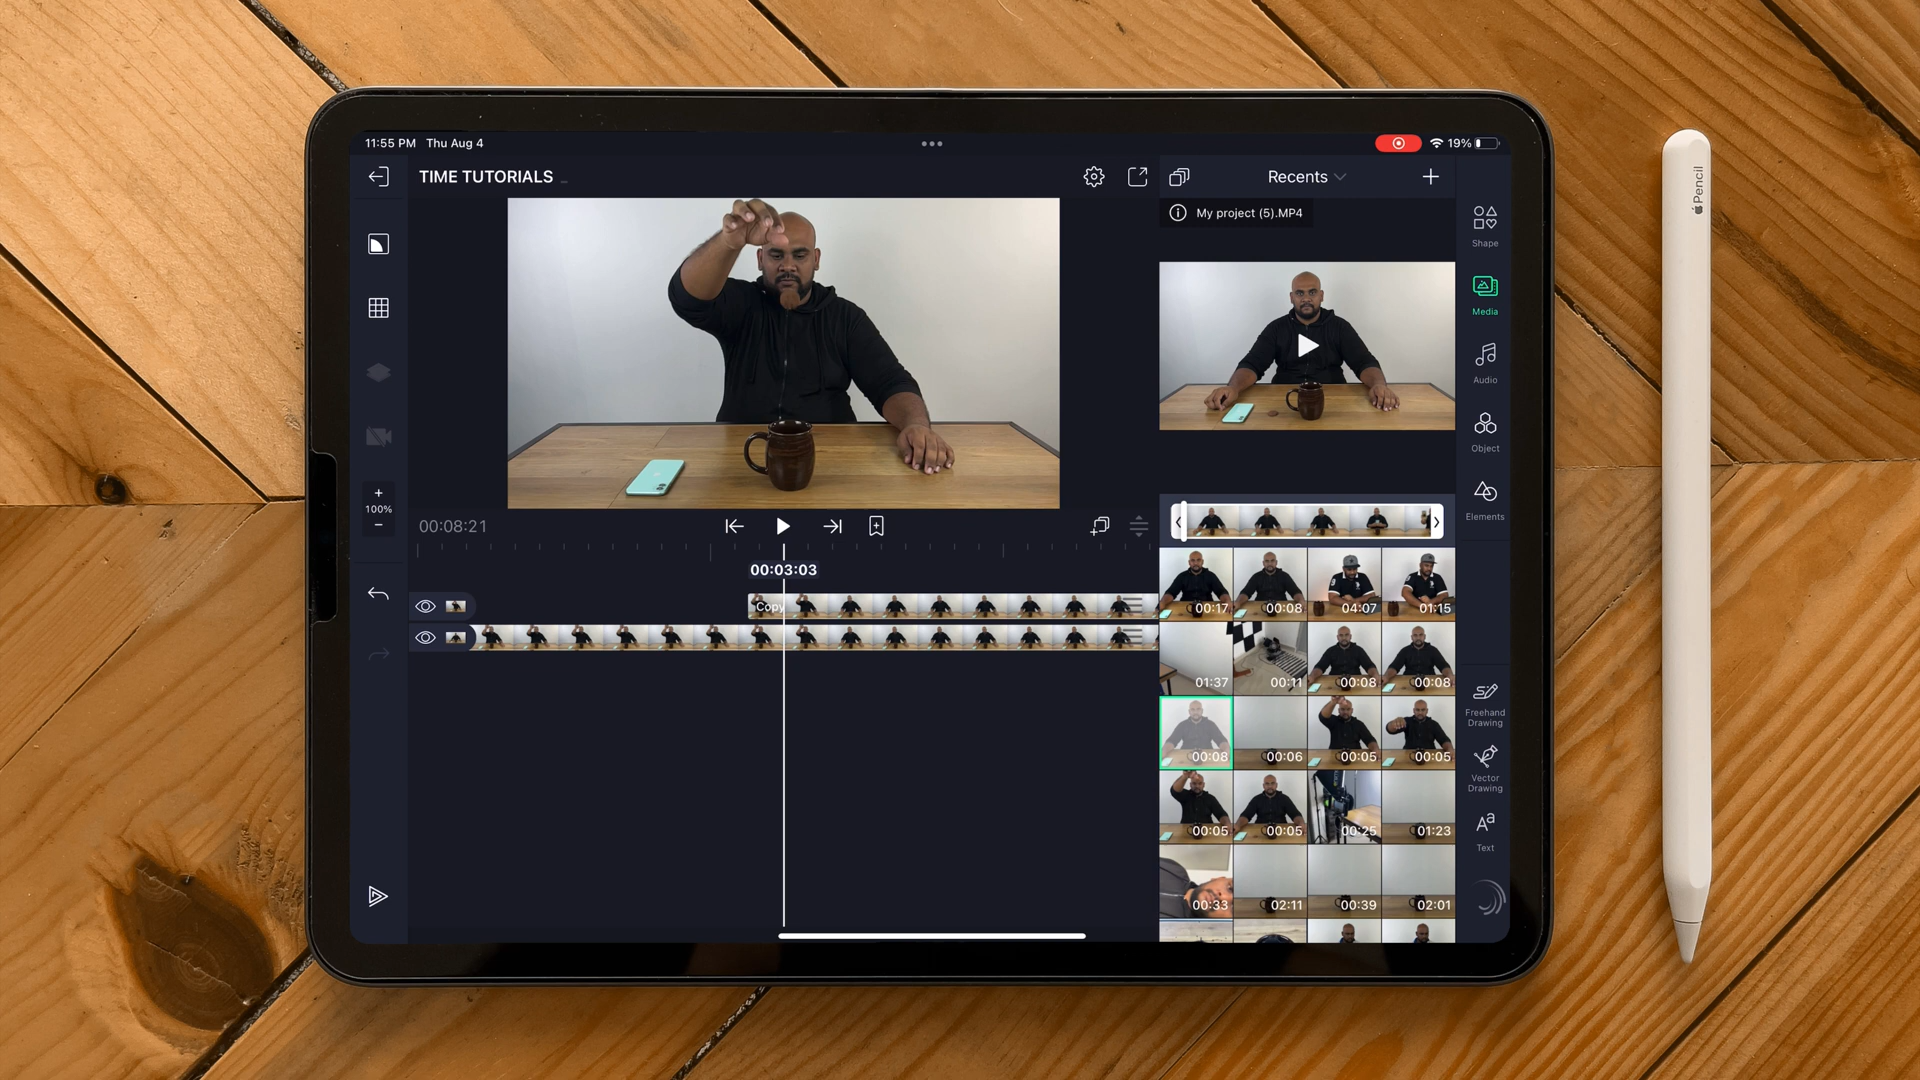 11:55 PM Thu Aug 4
19%
TIME TUTORIALS
Recents
My project (5).MP4
Shape
Media
Audio
Object
Elements
Freehand
Drawing
Vector
Drawing
Text
100%
00:08:21
00:03:03
Copy
00:17
00:08
04:07
01:15
01:37
00:11
00:08
00:08
00:08
00:06
00:05
00:05
00:05
00:05
00:25
01:23
00:33
02:11
00:39
02:01
Aa
Pencil